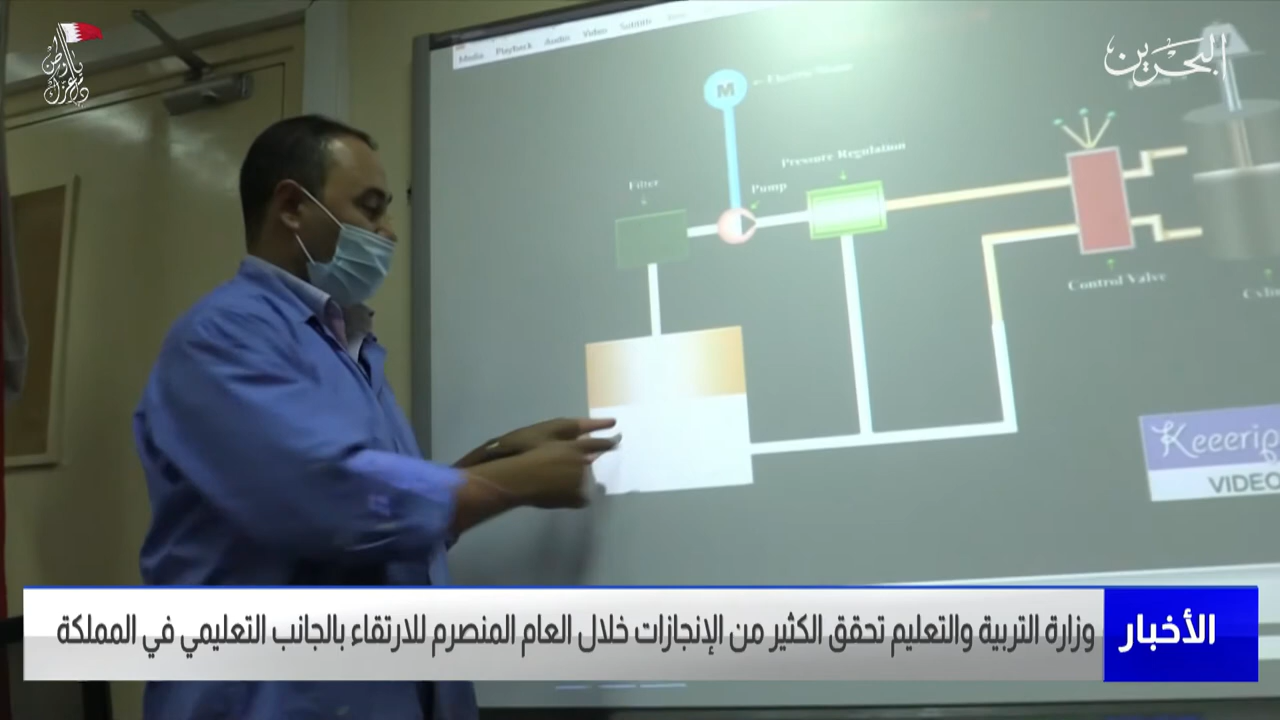 Media Playback Audio Video Subtitle
البحرين
M
Pressure Regulation
Filter
Pump
Control Valve
VIDEO
الأخبار
وزارة التربية والتعليم تحقق الكثير من الإنجازات خلال العام المنصرم للارتقاء بالجانب التعليمي في المملكة